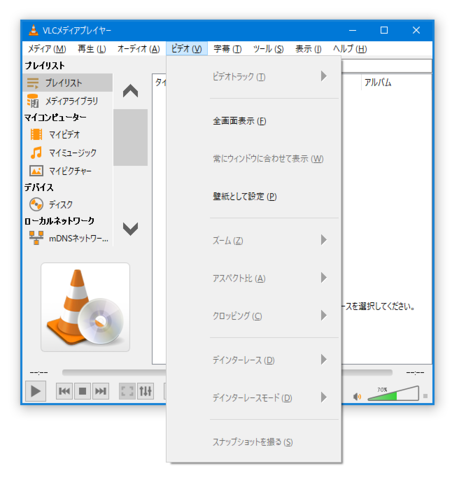 VLCメディアプレイヤー
メディア(M) 再生(L) オーディオ(A) ビデオ(V) 字幕(T) ツール(S) 表示(I) ヘルプ(H)
プレイリスト
プレイリスト
メディアライブラリ
マイコンピューター
マイビデオ
マイミュージック
マイピクチャー
デバイス
ディスク
ローカルネットワーク
mDNSネットワー...
タイ
アルバム
ビデオトラック(T)
全画面表示(F)
常にウィンドウに合わせて表示(W)
壁紙として設定(P)
ズーム(Z)
アスペクト比(A)
クロッピング(C)
デインターレース(D)
デインターレースモード(D)
スナップショットを撮る(S)
ースを選択してください。
--:--
--:--
70%